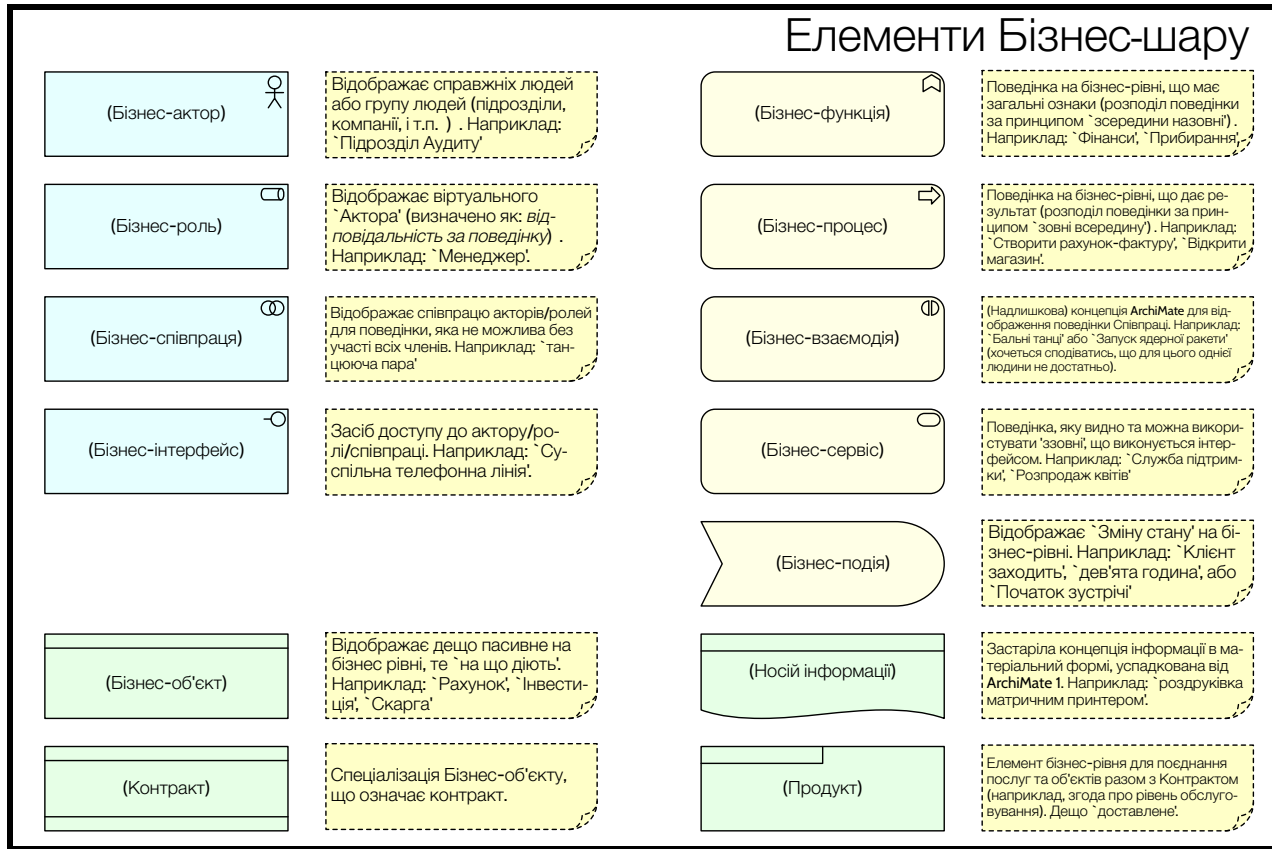 Елементи Бізнес-шару
(Бізнес-актор)
Відображає справжніх людей
або групу людей (підрозділи,
компанії, і т.п. ) . Наприклад:
`Підрозділ Аудиту'
(Бізнес-функція)
Поведінка на бізнес-рівні, що має
загальні ознаки (розподіл поведінки
за принципом `зсередини назовні') .
Наприклад: `Фінанси', `Прибирання'.
(Бізнес-роль)
Відображає віртуального
`Актора' (визначено як: від-
повідальність за поведінку) .
Наприклад: `Менеджер'.
(Бізнес-процес)
Поведінка на бізнес-рівні, що дає ре-
зультат (розподіл поведінки за прин-
ципом `зовні всередину') . Наприклад:
`Створити рахунок-фактуру', `Відкрити
магазин'.
(Бізнес-співпраця)
Відображає співпрацю акторів/ролей
для поведінки, яка не можлива без
участі всіх членів. Наприклад: `тан-
цююча пара'
(Бізнес-взаємодія)
(Надлишкова) концепція ArchiMate для від-
ображення поведінки Співпраці. Наприклад:
`Бальні танці' або `Запуск ядерної ракети'
(хочеться сподіватись, що для цього однієї
людини не достатньо).
(Бізнес-інтерфейс)
Засіб доступу до актору/ро-
лі/співпраці. Наприклад: `Су-
спільна телефонна лінія'.
(Бізнес-сервіс)
Поведінка, яку видно та можна викори-
стувати 'ззовні', що виконується інтер-
фейсом. Наприклад: `Служба підтрим-
ки', `Розпродаж квітів'
(Бізнес-подія)
Відображає `Зміну стану' на бі-
знес-рівні. Наприклад: `Клієнт
заходить', `дев'ята година', або
`Початок зустрічі'
(Бізнес-об'єкт)
Відображає дещо пасивне на
бізнес рівні, те `на що діють'.
Наприклад: `Рахунок', `Інвести-
ція', `Скарга'
(Носій інформації)
Застаріла концепція інформації в ма-
теріальний формі, успадкована від
ArchiMate 1. Наприклад: `роздруківка
матричним принтером'.
(Контракт)
Спеціалізація Бізнес-об'єкту,
що означає контракт.
(Продукт)
Елемент бізнес-рівня для поєднання
послуг та об'єктів разом з Контрактом
(наприклад, згода про рівень обслуго-
вування). Дещо `доставлене'.